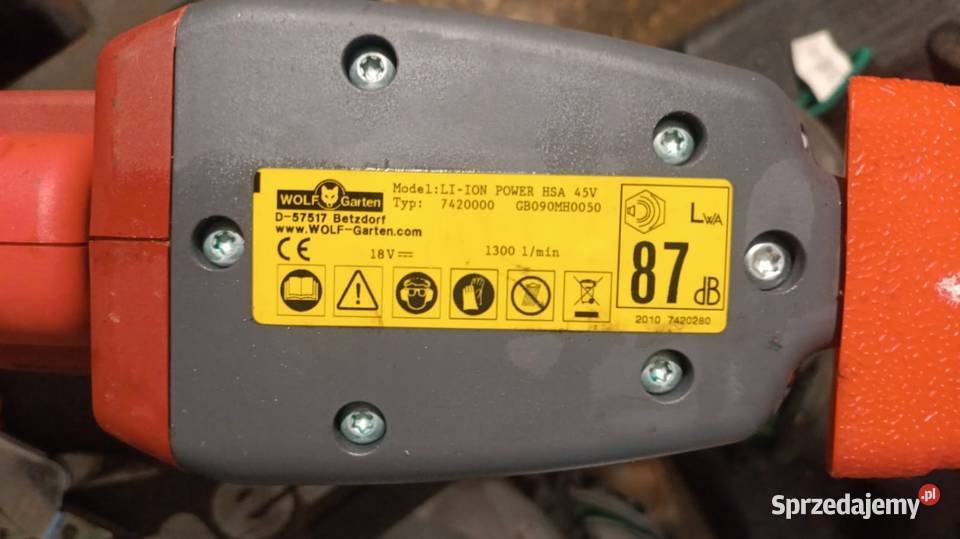 WOLF Garten
D-57517 Betzdorf
www.WOLF-Garten.com
CE
Model:LI-ION POWER HSA 45V
Typ: 7420000 GB090MH0050
18V 1300 1/min
LWA
87 dB
2010 7420280
Sprzedajemy.pl